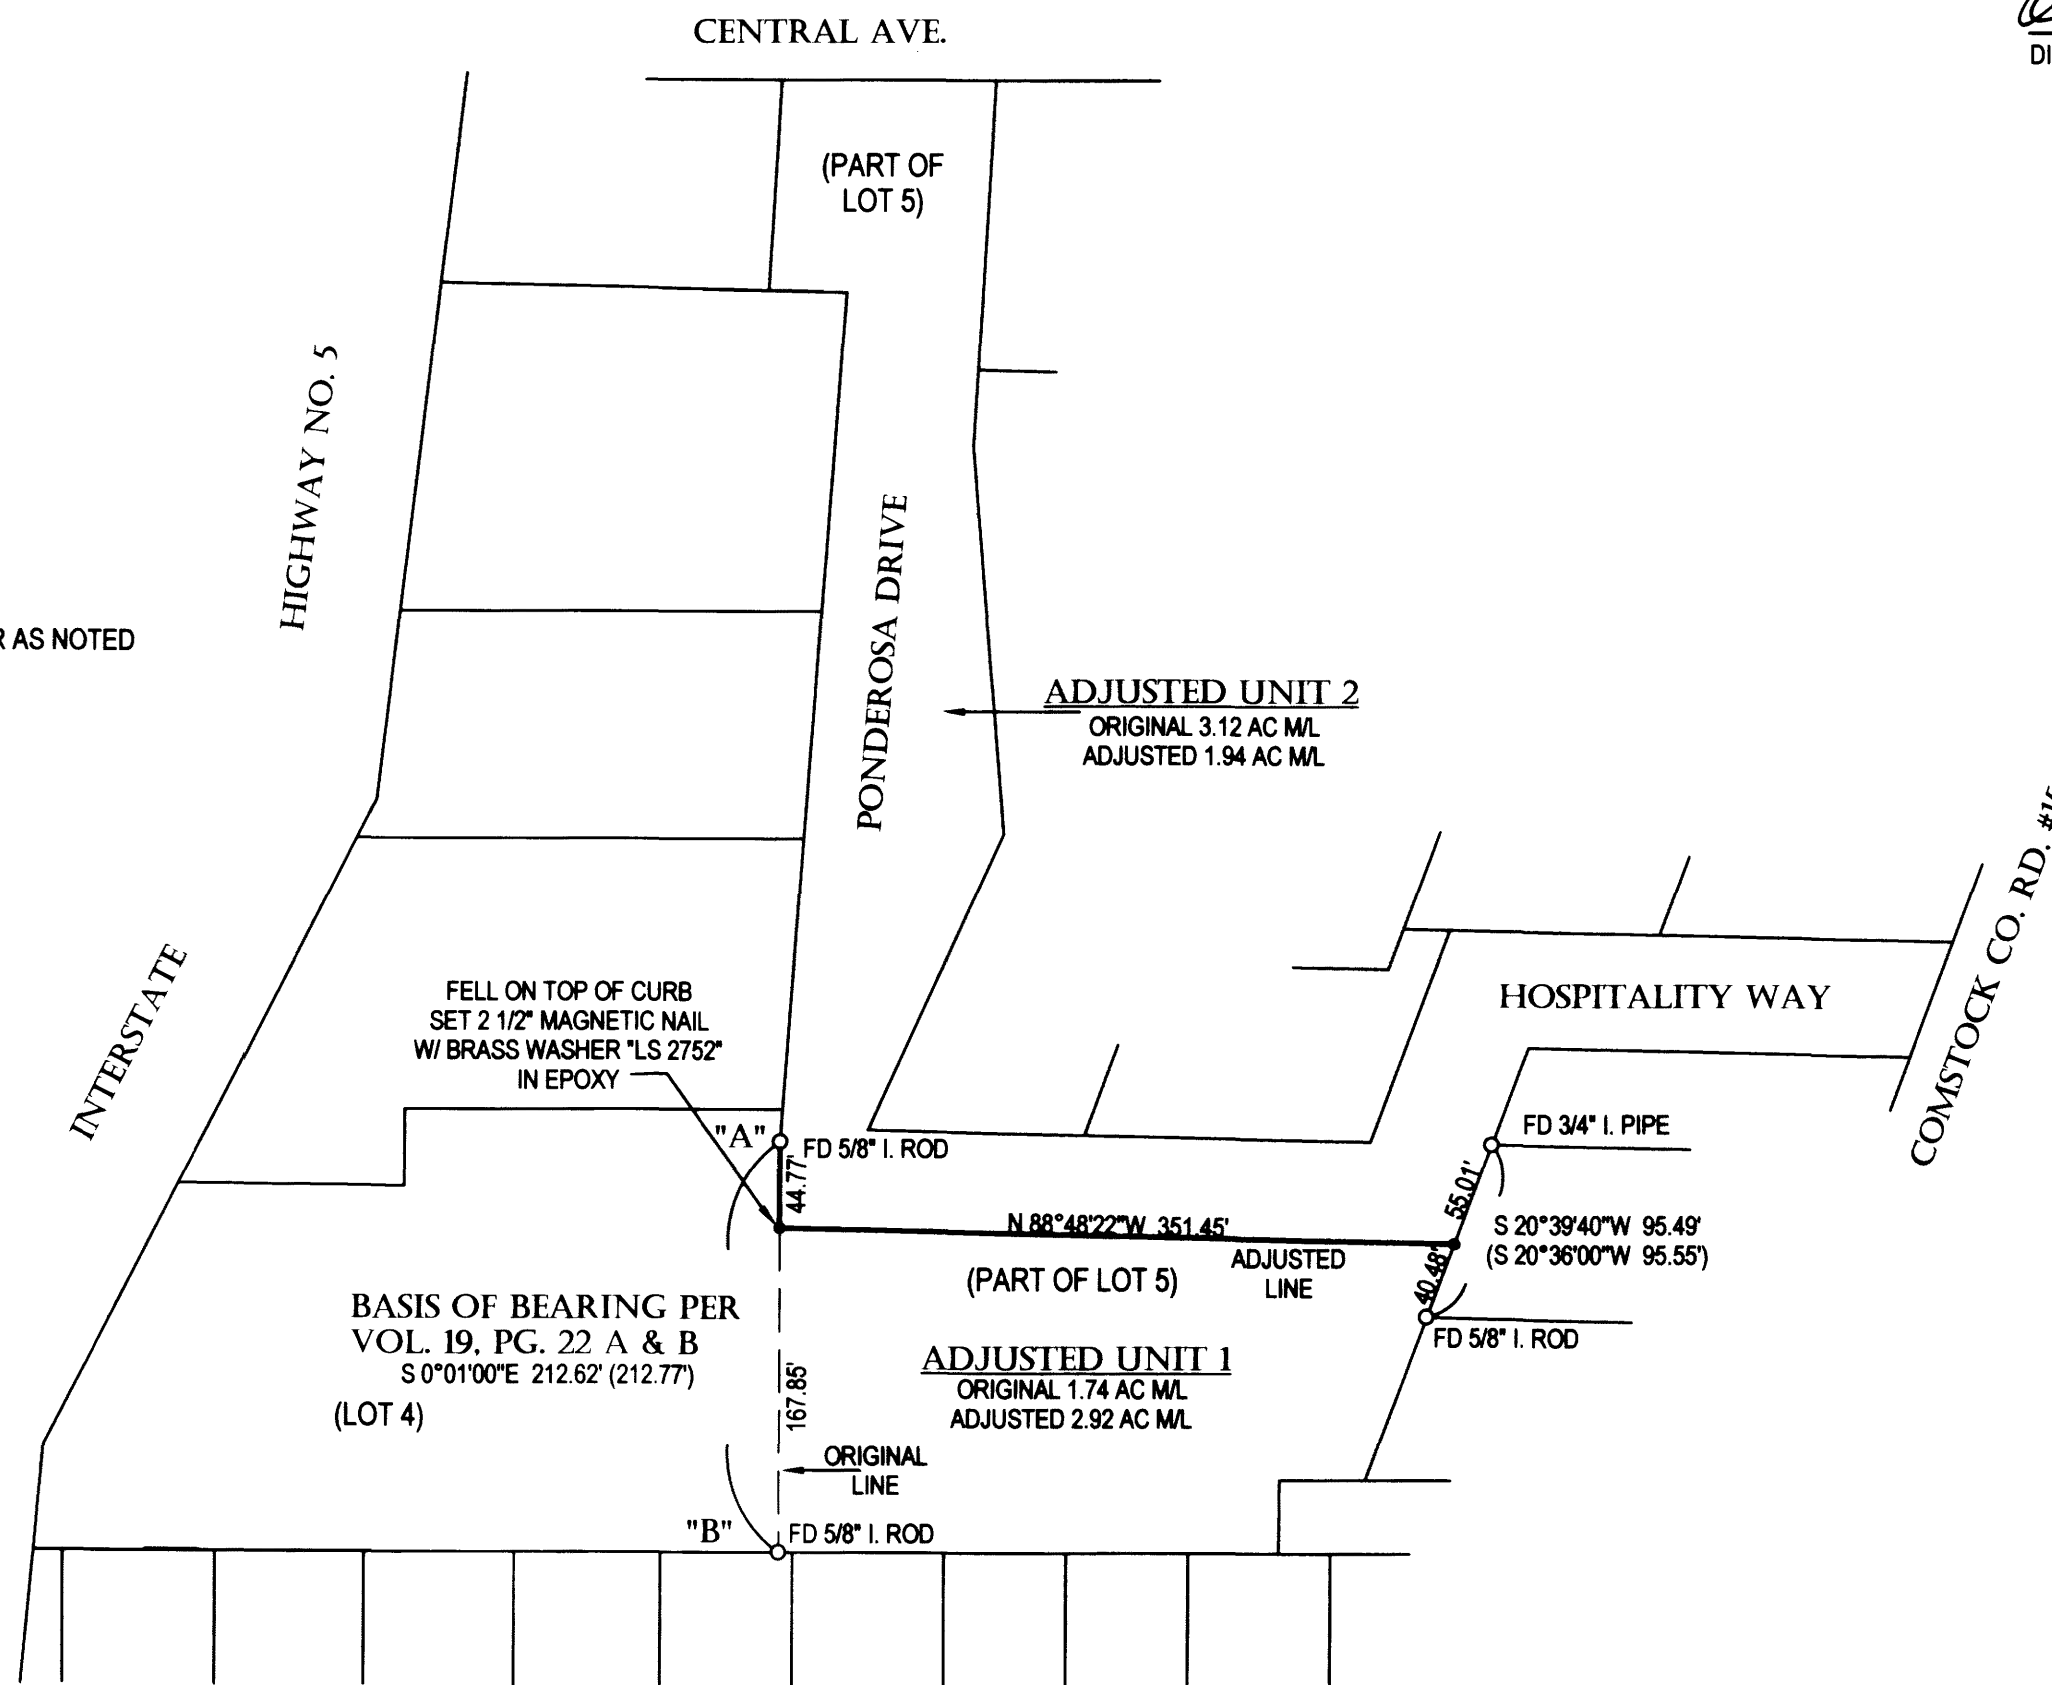 CENTRAL AVE.
(PART OF
LOT 5)
HIGHWAY NO. 5
AS NOTED
PONDEROSA DRIVE
ADJUSTED UNIT 2
ORIGINAL 3.12 AC M/L
ADJUSTED 1.94 AC M/L
INTERSTATE
FELL ON TOP OF CURB
SET 2 1/2" MAGNETIC NAIL
W/ BRASS WASHER "LS 2752"
IN EPOXY
HOSPITALITY WAY
COMSTOCK CO. RD.
"A"
FD 5/8" I. ROD
44.77'
FD 3/4" I. PIPE
55.01'
N 88°48'22"W 351.45'
S 20°39'40"W 95.49'
(S 20°36'00"W 95.55')
ADJUSTED
LINE
40.48'
(PART OF LOT 5)
FD 5/8" I. ROD
BASIS OF BEARING PER
VOL. 19, PG. 22 A & B
S 0°01'00"E 212.62' (212.77')
(LOT 4)
167.85'
ADJUSTED UNIT 1
ORIGINAL 1.74 AC M/L
ADJUSTED 2.92 AC M/L
ORIGINAL
LINE
"B"
FD 5/8" I. ROD